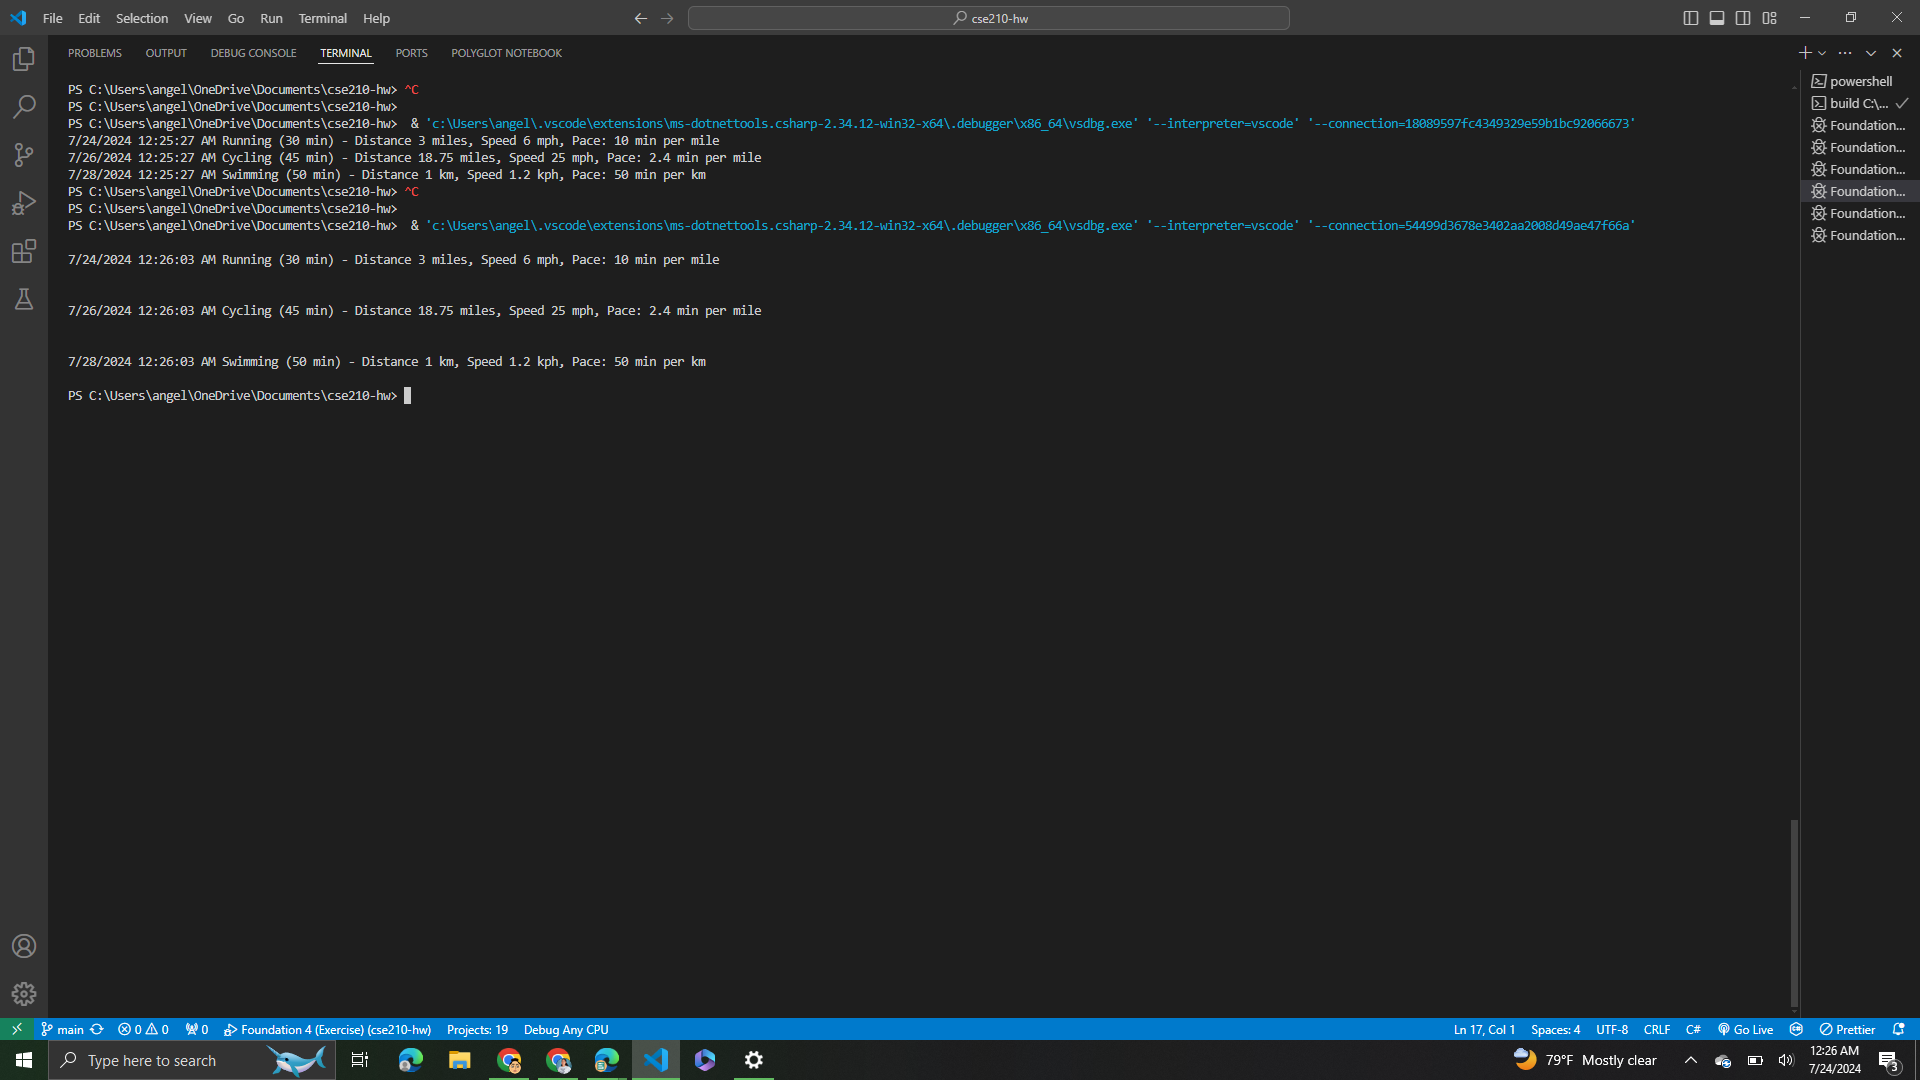 File Edit Selection View Go Run Terminal Help
cse210-hw
PROBLEMS OUTPUT DEBUG CONSOLE TERMINAL PORTS POLYGLOT NOTEBOOK
PS C:\Users\angel\OneDrive\Documents\cse210-hw> ^C
PS C:\Users\angel\OneDrive\Documents\cse210-hw>
PS C:\Users\angel\OneDrive\Documents\cse210-hw>  & 'c:\Users\angel\.vscode\extensions\ms-dotnettools.csharp-2.34.12-win32-x64\.debugger\x86_64\vsdbg.exe' '--interpreter=vscode' '--connection=18089597fc4349329e59b1bc92066673'
7/24/2024 12:25:27 AM Running (30 min) - Distance 3 miles, Speed 6 mph, Pace: 10 min per mile
7/26/2024 12:25:27 AM Cycling (45 min) - Distance 18.75 miles, Speed 25 mph, Pace: 2.4 min per mile
7/28/2024 12:25:27 AM Swimming (50 min) - Distance 1 km, Speed 1.2 kph, Pace: 50 min per km
PS C:\Users\angel\OneDrive\Documents\cse210-hw> ^C
PS C:\Users\angel\OneDrive\Documents\cse210-hw>
PS C:\Users\angel\OneDrive\Documents\cse210-hw>  & 'c:\Users\angel\.vscode\extensions\ms-dotnettools.csharp-2.34.12-win32-x64\.debugger\x86_64\vsdbg.exe' '--interpreter=vscode' '--connection=54499d3678e3402aa2008d49ae47f66a'
7/24/2024 12:26:03 AM Running (30 min) - Distance 3 miles, Speed 6 mph, Pace: 10 min per mile
7/26/2024 12:26:03 AM Cycling (45 min) - Distance 18.75 miles, Speed 25 mph, Pace: 2.4 min per mile
7/28/2024 12:26:03 AM Swimming (50 min) - Distance 1 km, Speed 1.2 kph, Pace: 50 min per km
PS C:\Users\angel\OneDrive\Documents\cse210-hw>
powershell
build C:\...
Foundation...
Foundation...
Foundation...
Foundation...
Foundation...
Foundation...
main 0 0 0 Foundation 4 (Exercise) (cse210-hw) Projects: 19 Debug Any CPU Ln 17, Col 1 Spaces: 4 UTF-8 CRLF C# Go Live Prettier
Type here to search
79°F Mostly clear
12:26 AM
7/24/2024
3